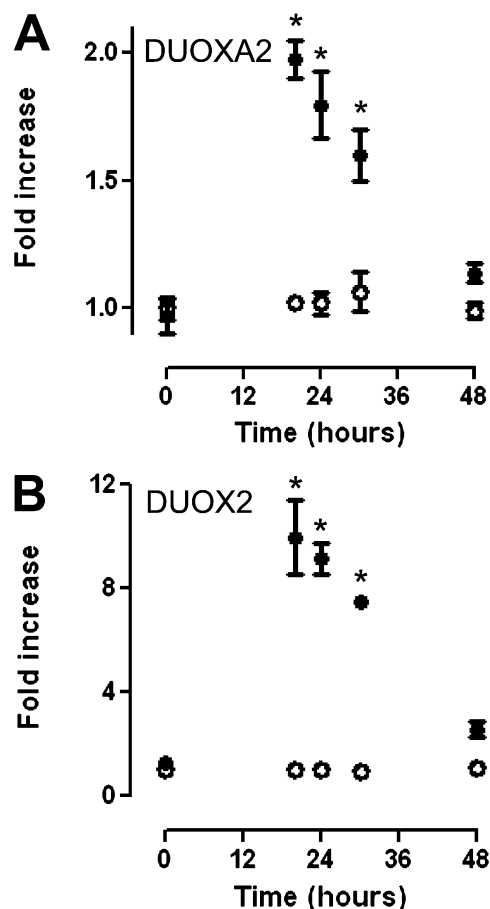 A
DUOXA2
* * *
Fold increase
2.0
1.5
1.0
0 12 24 36 48
Time (hours)
B
DUOX2
* * *
Fold increase
12
8
4
0
0 12 24 36 48
Time (hours)